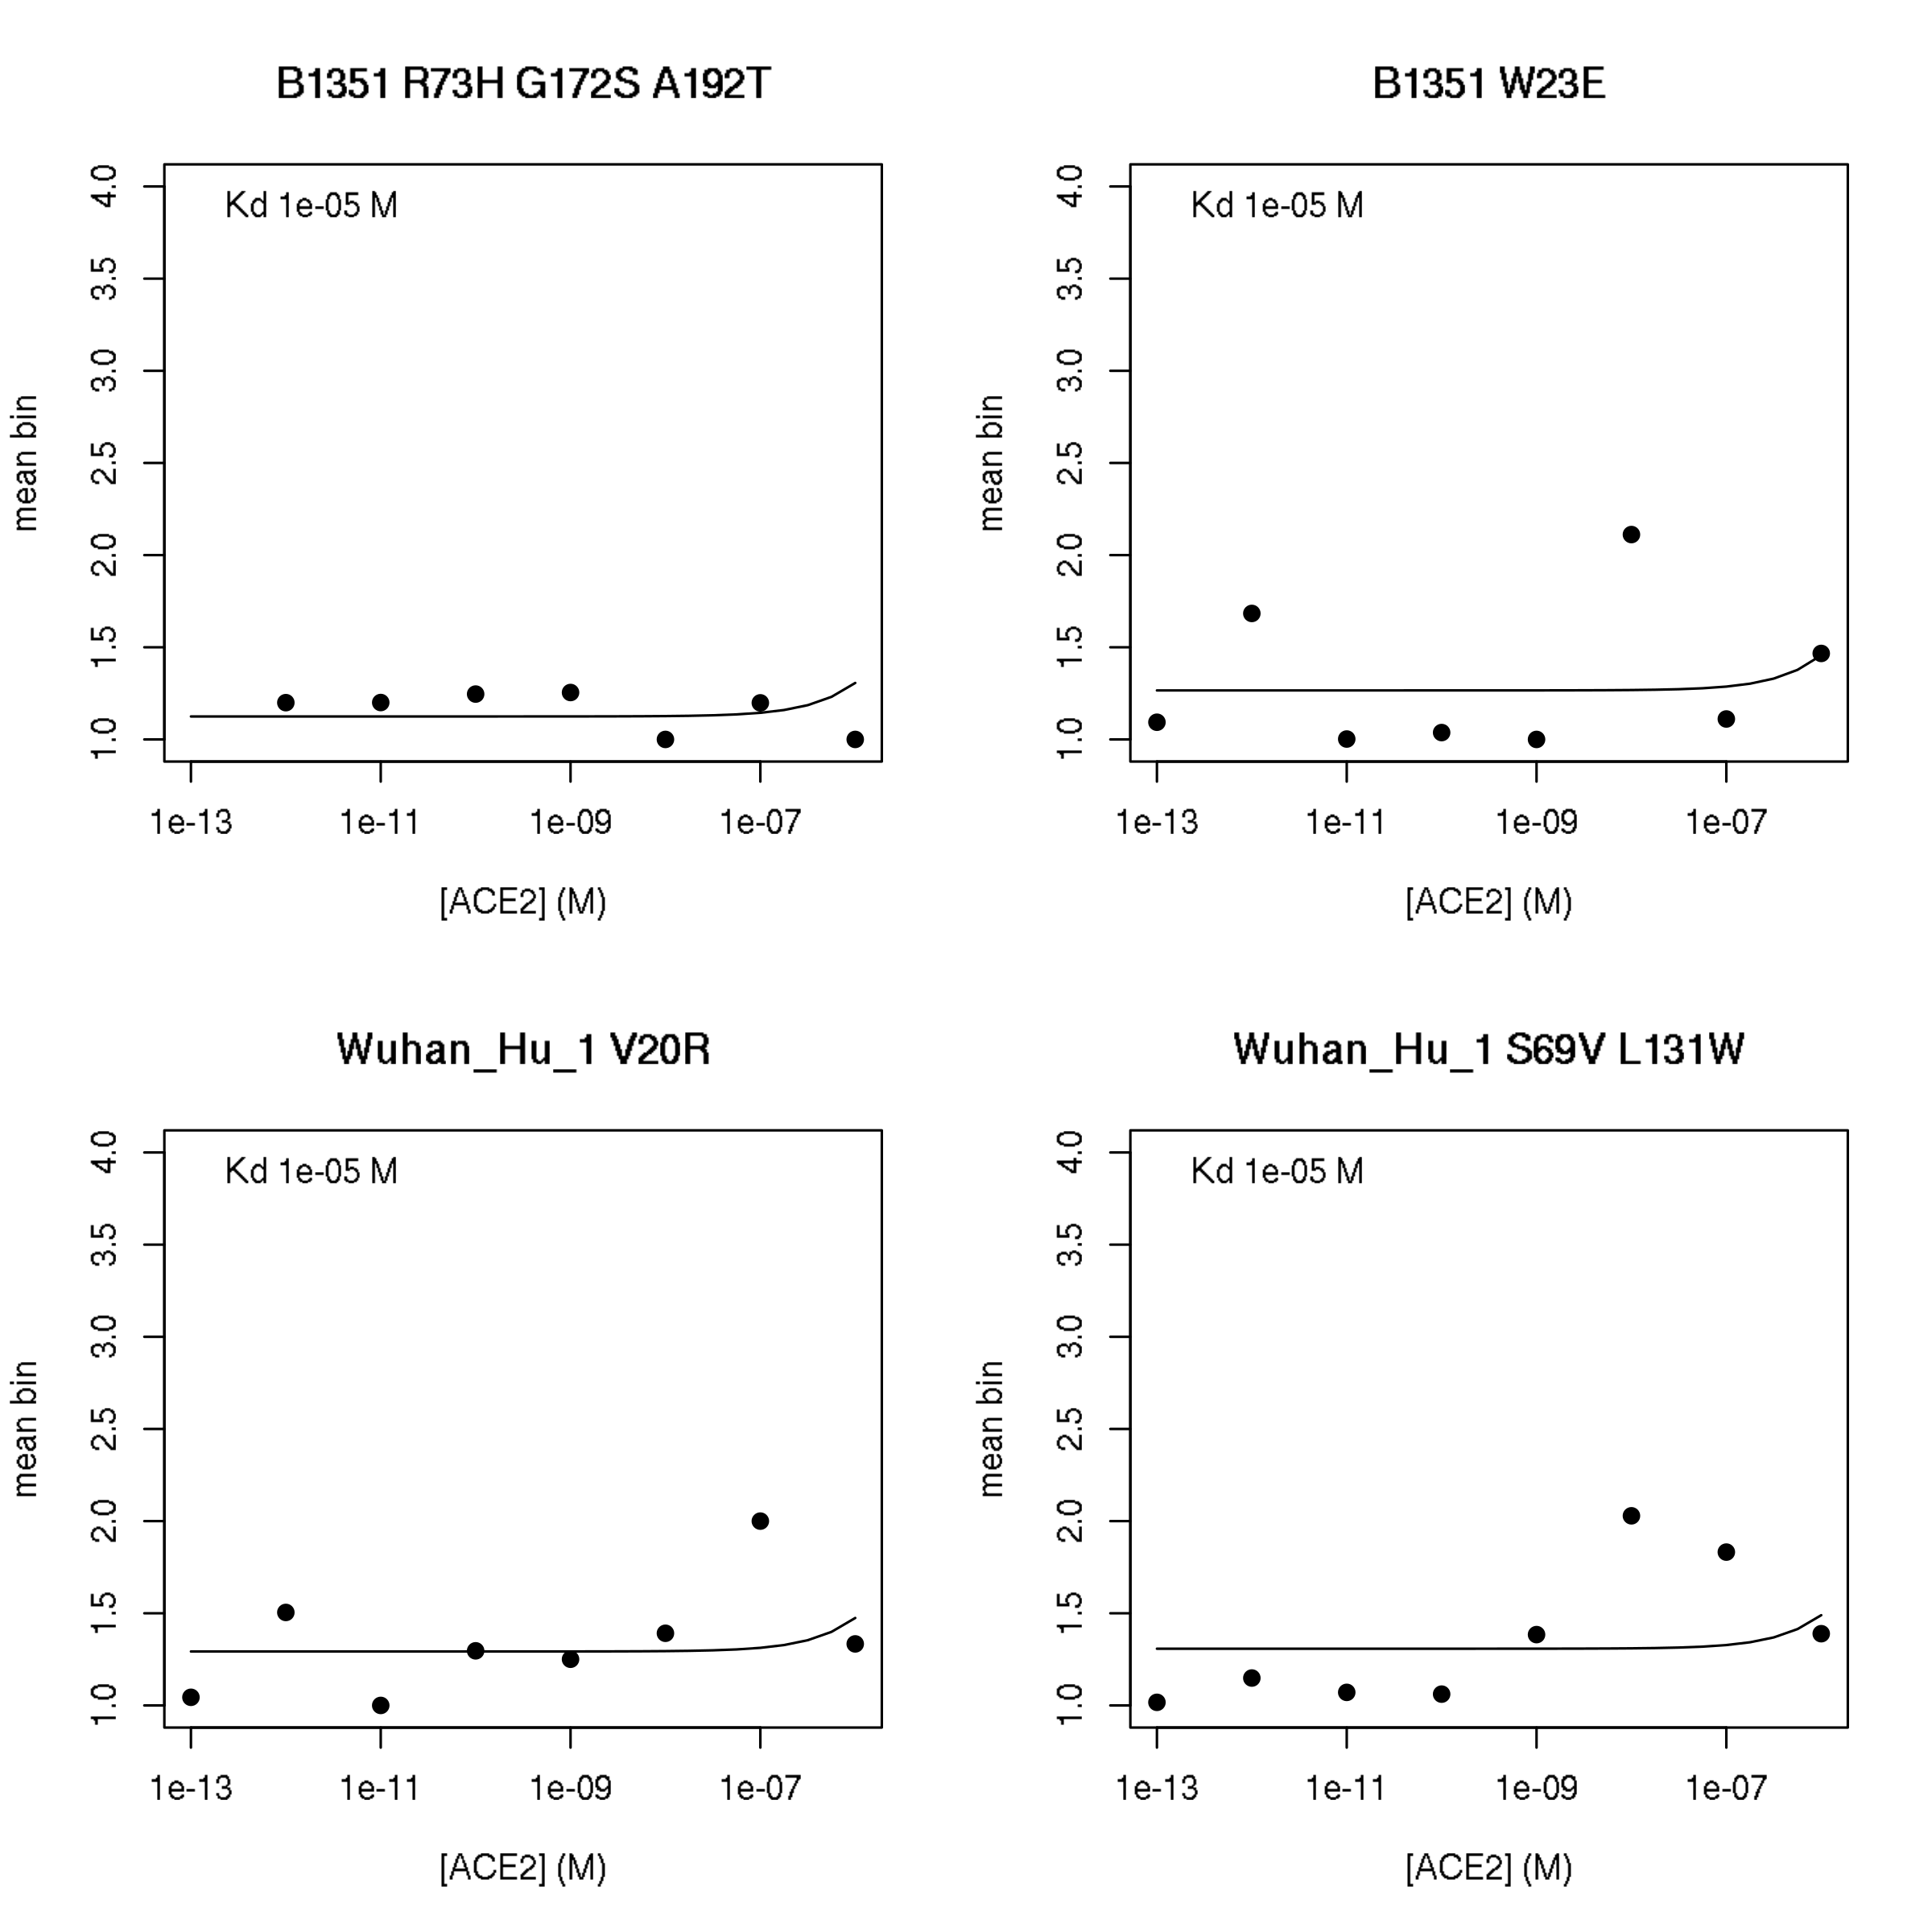 B1351 R73H G172S A192T
Kd 1e-05 M
mean bin
4.0
3.5
3.0
2.5
2.0
1.5
1.0
1e-13 1e-11 1e-09 1e-07
[ACE2] (M)
B1351 W23E
Kd 1e-05 M
mean bin
4.0
3.5
3.0
2.5
2.0
1.5
1.0
1e-13 1e-11 1e-09 1e-07
[ACE2] (M)
Wuhan_Hu_1 V20R
Kd 1e-05 M
mean bin
4.0
3.5
3.0
2.5
2.0
1.5
1.0
1e-13 1e-11 1e-09 1e-07
[ACE2] (M)
Wuhan_Hu_1 S69V L131W
Kd 1e-05 M
mean bin
4.0
3.5
3.0
2.5
2.0
1.5
1.0
1e-13 1e-11 1e-09 1e-07
[ACE2] (M)